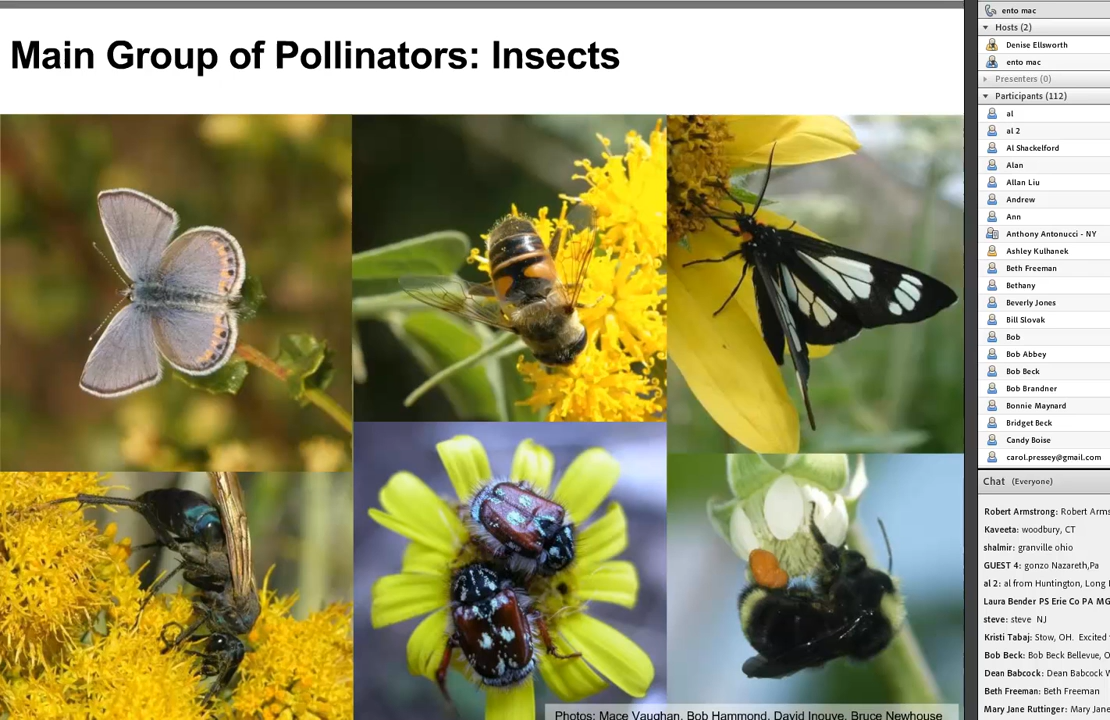 Main Group of Pollinators: Insects
Photos: Mace Vaughan, Bob Hammond, David Inouye, Bruce Newhouse
ento mac
Hosts (2)
Denise Ellsworth
ento mac
Presenters (0)
Participants (112)
al
al 2
Al Shackelford
Alan
Allan Liu
Andrew
Ann
Anthony Antonucci - NY
Ashley Kulhanek
Beth Freeman
Bethany
Beverly Jones
Bill Slovak
Bob
Bob Abbey
Bob Beck
Bob Brandner
Bonnie Maynard
Bridget Beck
Candy Boise
carol.pressey@gmail.com
Chat (Everyone)
Robert Armstrong: Robert Arms
Kaveeta: woodbury, CT
shalmir: granville ohio
GUEST 4: gonzo Nazareth,Pa
al 2: al from Huntington, Long
Laura Bender PS Erie Co PA MG
steve: steve NJ
Kristi Tabaj: Stow, OH. Excited
Bob Beck: Bob Beck Bellevue, O
Dean Babcock: Dean Babcock W
Beth Freeman: Beth Freeman
Mary Jane Ruttinger: Mary Jane